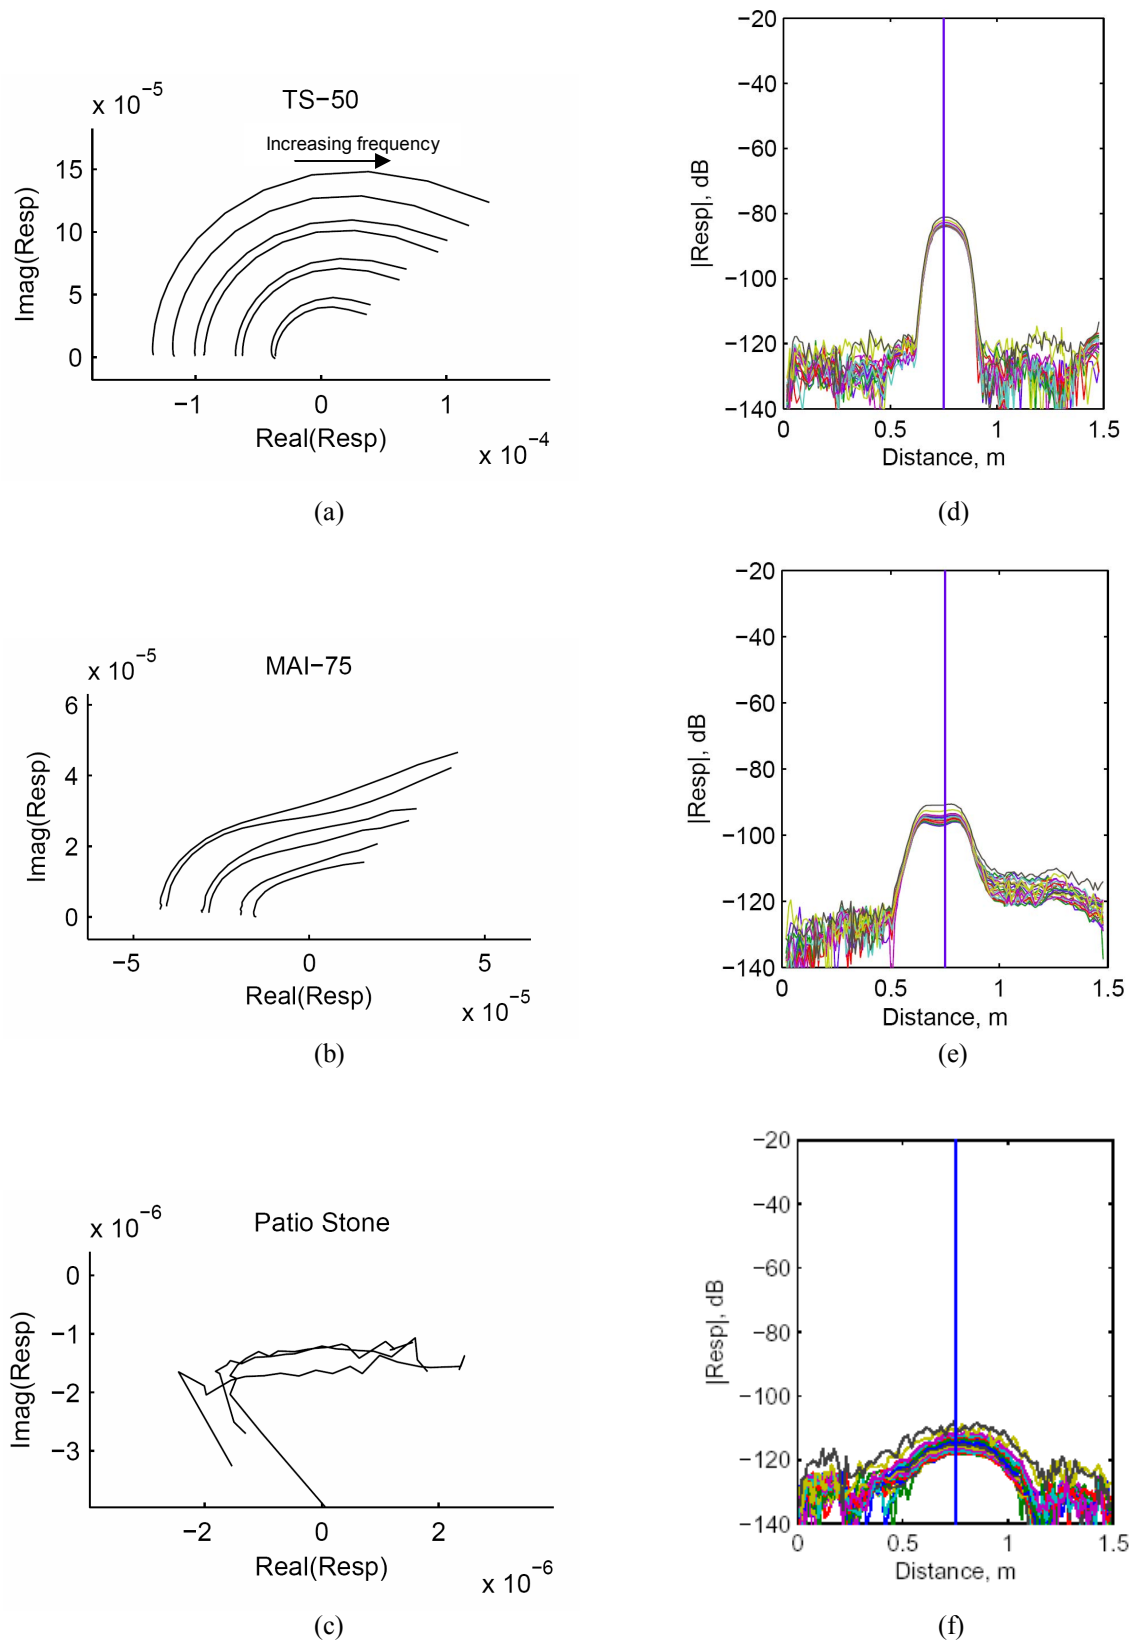 x 10−5
TS−50
Increasing frequency
Imag(Resp)
15
10
5
0
−1
0
1
Real(Resp)
x 10−4
(a)
−20
−40
−60
−80
−100
−120
−140
|Resp|, dB
0
0.5
1
1.5
Distance, m
(d)
x 10−5
MAI−75
Imag(Resp)
6
4
2
0
−5
0
5
Real(Resp)
x 10−5
(b)
−20
−40
−60
−80
−100
−120
−140
|Resp|, dB
0
0.5
1
1.5
Distance, m
(e)
x 10−6
Patio Stone
Imag(Resp)
0
−1
−2
−3
−2
0
2
Real(Resp)
x 10−6
(c)
−20
−40
−60
−80
−100
−120
−140
|Resp|, dB
0
0.5
1
1.5
Distance, m
(f)